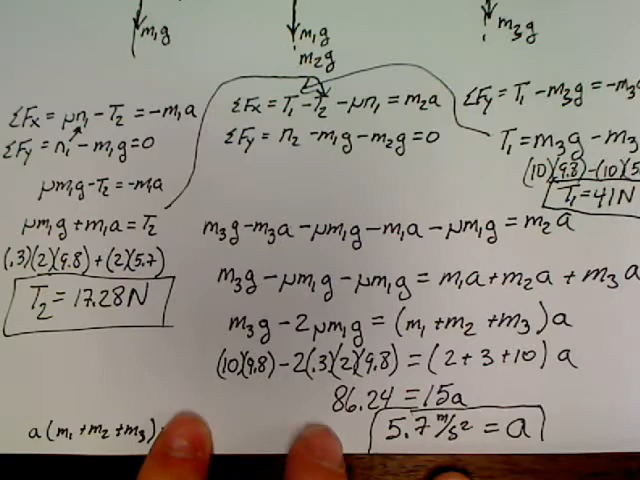 m₁g
m₁g
m₂g
m₃g
ΣFx = μn₁ - T₂ = -m₁a
ΣFy = n₁ - m₁g = 0
μm₁g - T₂ = -m₁a
μm₁g + m₁a = T₂
(.3)(2)(9.8) + (2)(5.7)
T₂ = 17.28N
ΣFx = T₁ - T₂ - μn₁ = m₂a
ΣFy = n₂ - m₁g - m₂g = 0
ΣFy = T₁ - m₃g = -m₃
T₁ = m₃g - m₃
(10)(9.8) - (10)(5.
T₁ = 41N
m₃g - m₃a - μm₁g - m₁a - μm₁g = m₂a
m₃g - μm₁g - μm₁g = m₁a + m₂a + m₃a
m₃g - 2μm₁g = (m₁ + m₂ + m₃)a
(10)(9.8) - 2(.3)(2)(9.8) = (2 + 3 + 10)a
86.24 = 15a
5.7 m/s² = a
a(m₁ + m₂ + m₃)